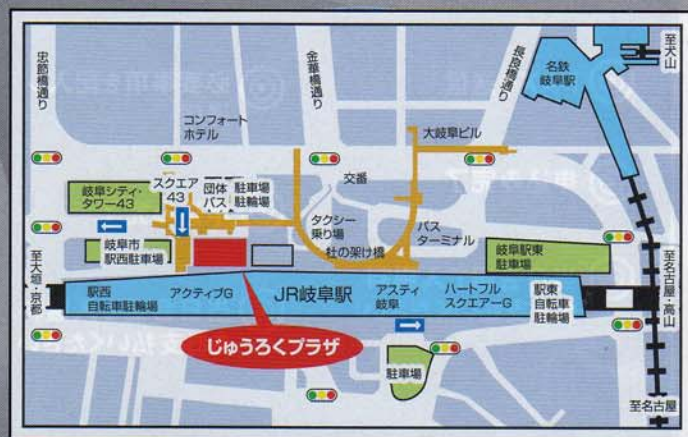 忠節橋通り
金華橋通り
長良橋通り
至犬山
名鉄
岐阜駅
コンフォート
ホテル
大岐阜ビル
岐阜シティ・
タワー43
スクエア
43
団体
バス
駐車場
駐輪場
交番
タクシー
乗り場
バス
ターミナル
杜の架け橋
岐阜市
駅西駐車場
岐阜駅東
駐車場
至大垣・京都
至名古屋・高山
駅西
自転車駐輪場
アクティブG
JR岐阜駅
アスティ
岐阜
ハートフル
スクエアーG
駅東
自転車
駐輪場
じゅうろくプラザ
駐車場
至名古屋